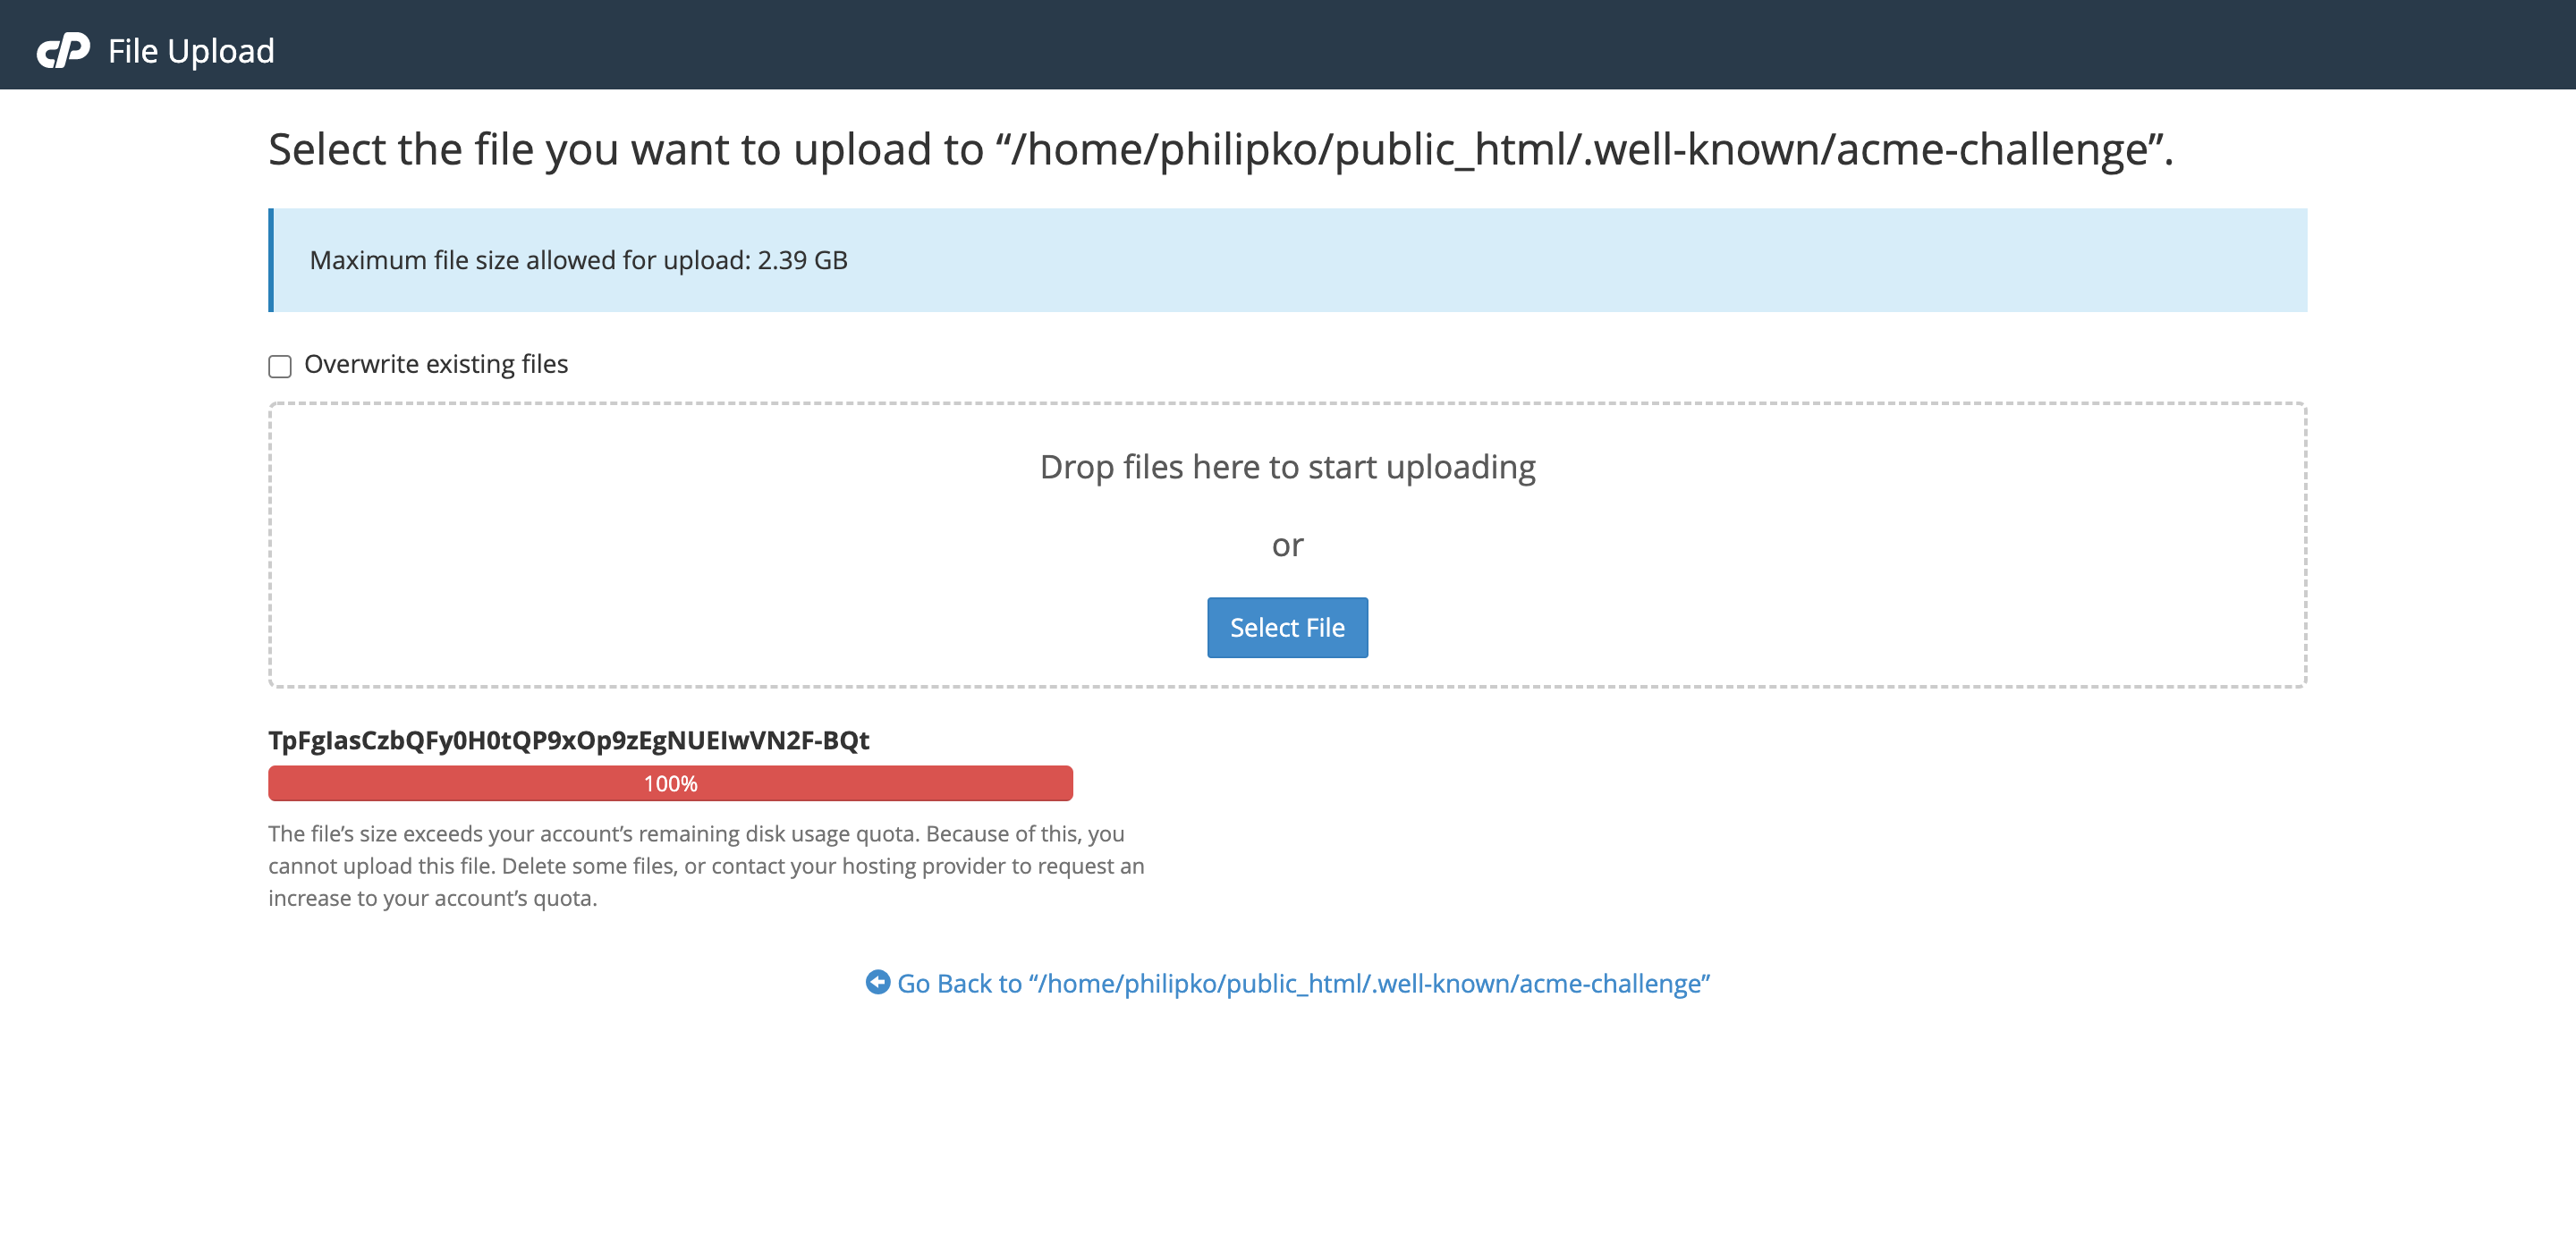 cP File Upload
Select the file you want to upload to “/home/philipko/public_html/.well-known/acme-challenge”.
Maximum file size allowed for upload: 2.39 GB
Overwrite existing files
Drop files here to start uploading
or
Select File
TpFgIasCzbQFy0H0tQP9xOp9zEgNUEIwVN2F-BQt
100%
The file’s size exceeds your account’s remaining disk usage quota. Because of this, you
cannot upload this file. Delete some files, or contact your hosting provider to request an
increase to your account’s quota.
Go Back to “/home/philipko/public_html/.well-known/acme-challenge”